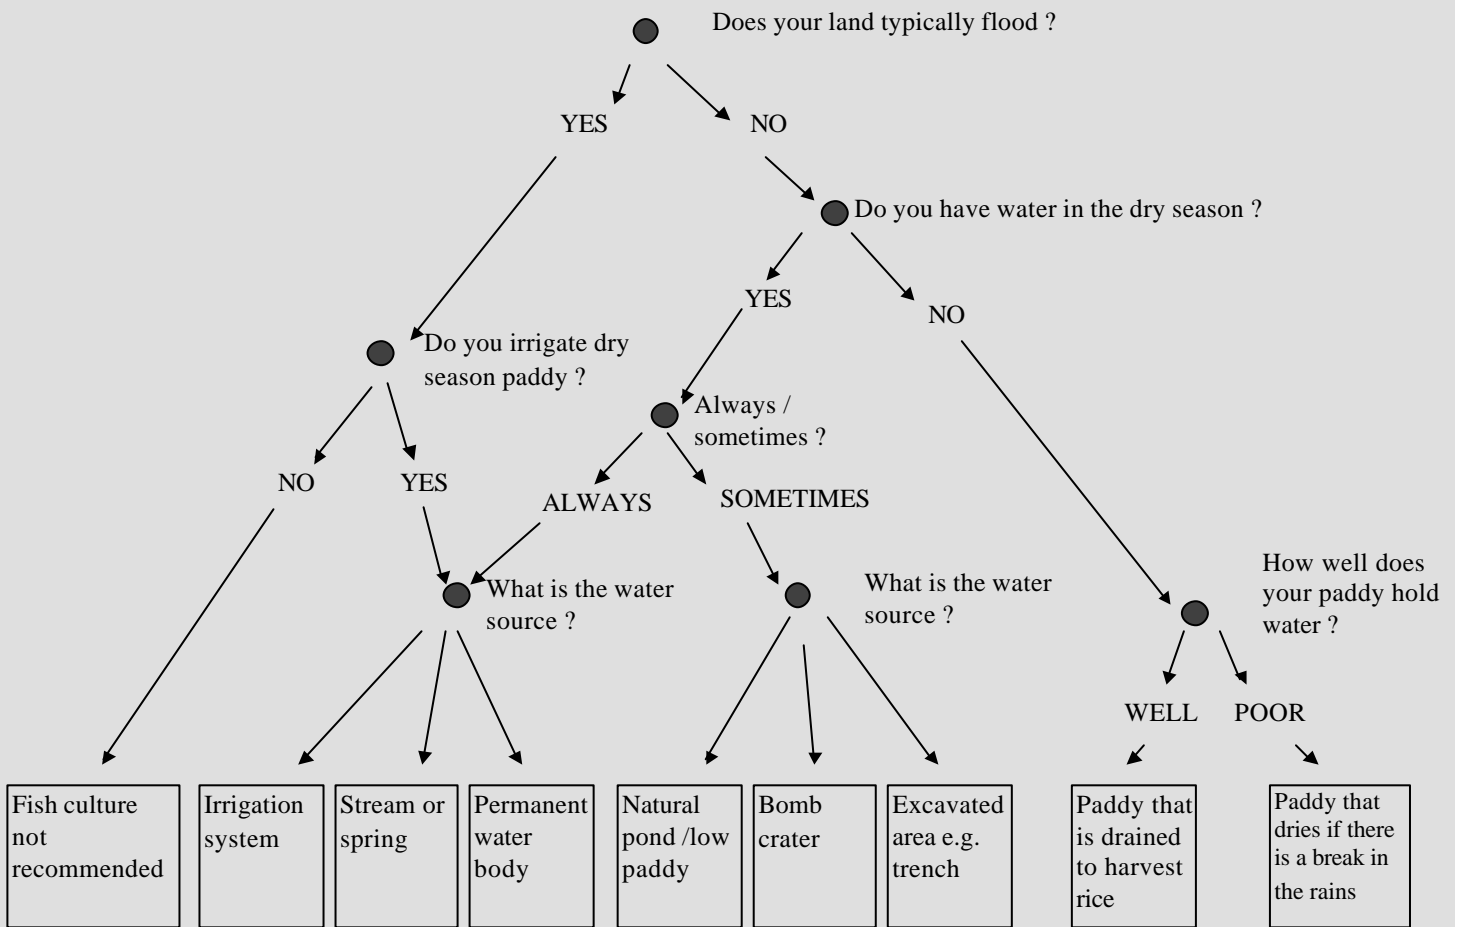 Does your land typically flood ?
YES
NO
Do you have water in the dry season ?
YES
NO
Do you irrigate dry
season paddy ?
Always /
sometimes ?
NO
YES
ALWAYS
SOMETIMES
What is the water
source ?
What is the water
source ?
How well does
your paddy hold
water ?
WELL
POOR
Fish culture
not
recommended
Irrigation
system
Stream or
spring
Permanent
water
body
Natural
pond /low
paddy
Bomb
crater
Excavated
area e.g.
trench
Paddy that
is drained
to harvest
rice
Paddy that
dries if there
is a break in
the rains